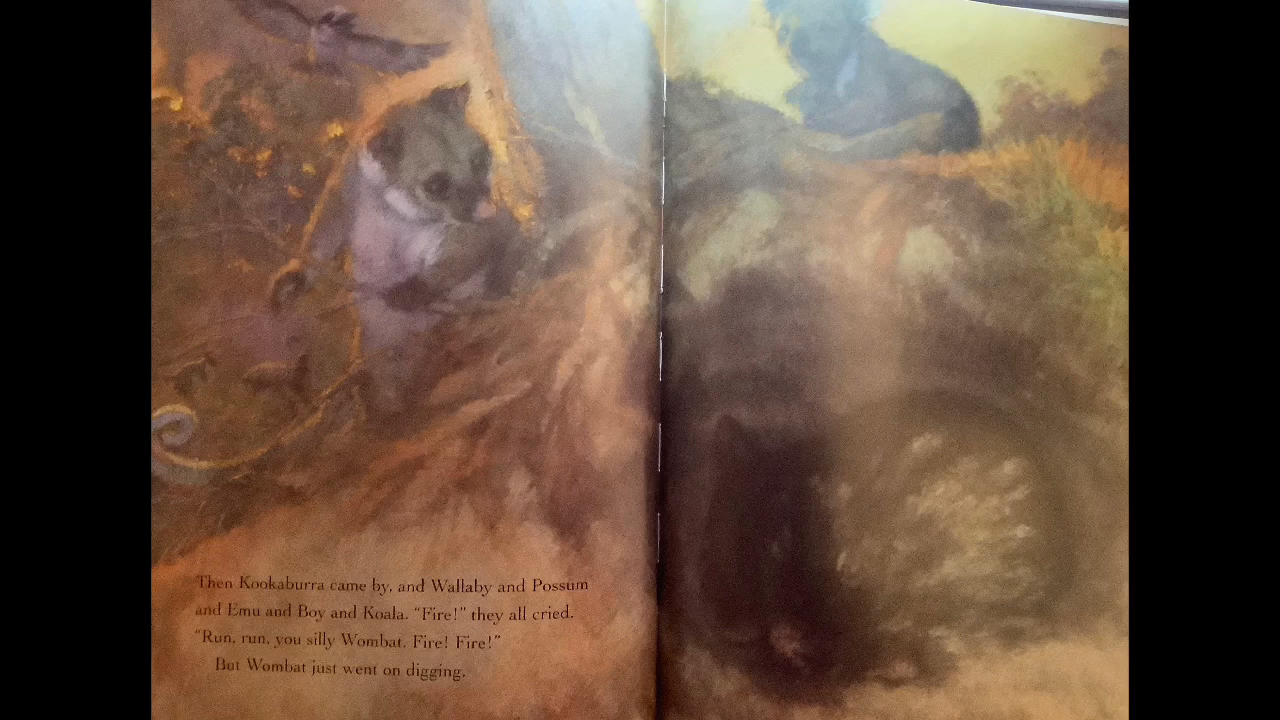 Then Kookaburra came by, and Wallaby and Possum
and Emu and Boy and Koala. “Fire!” they all cried.
“Run, run, you silly Wombat. Fire! Fire!”
But Wombat just went on digging.